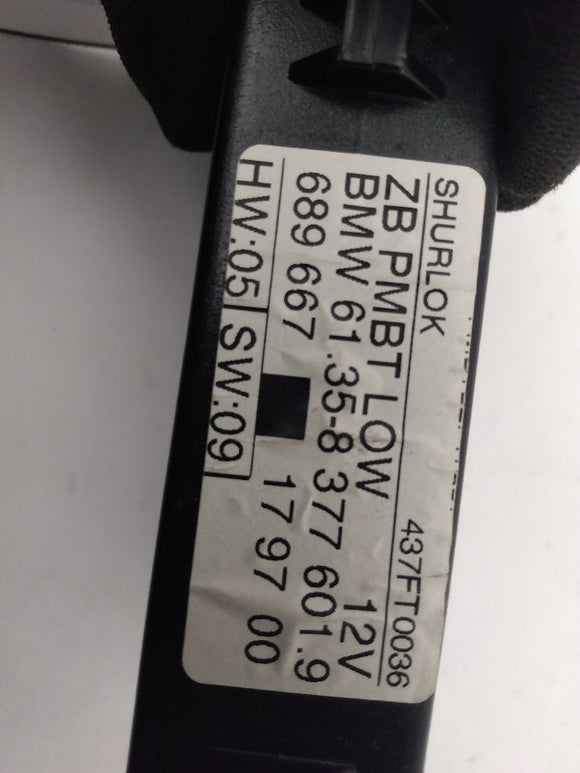 SHURLOK 437FT0036
ZB PMBT LOW 12V
BMW 61.35-8 377 601.9
689 667 17 97 00
HW:05 SW:09